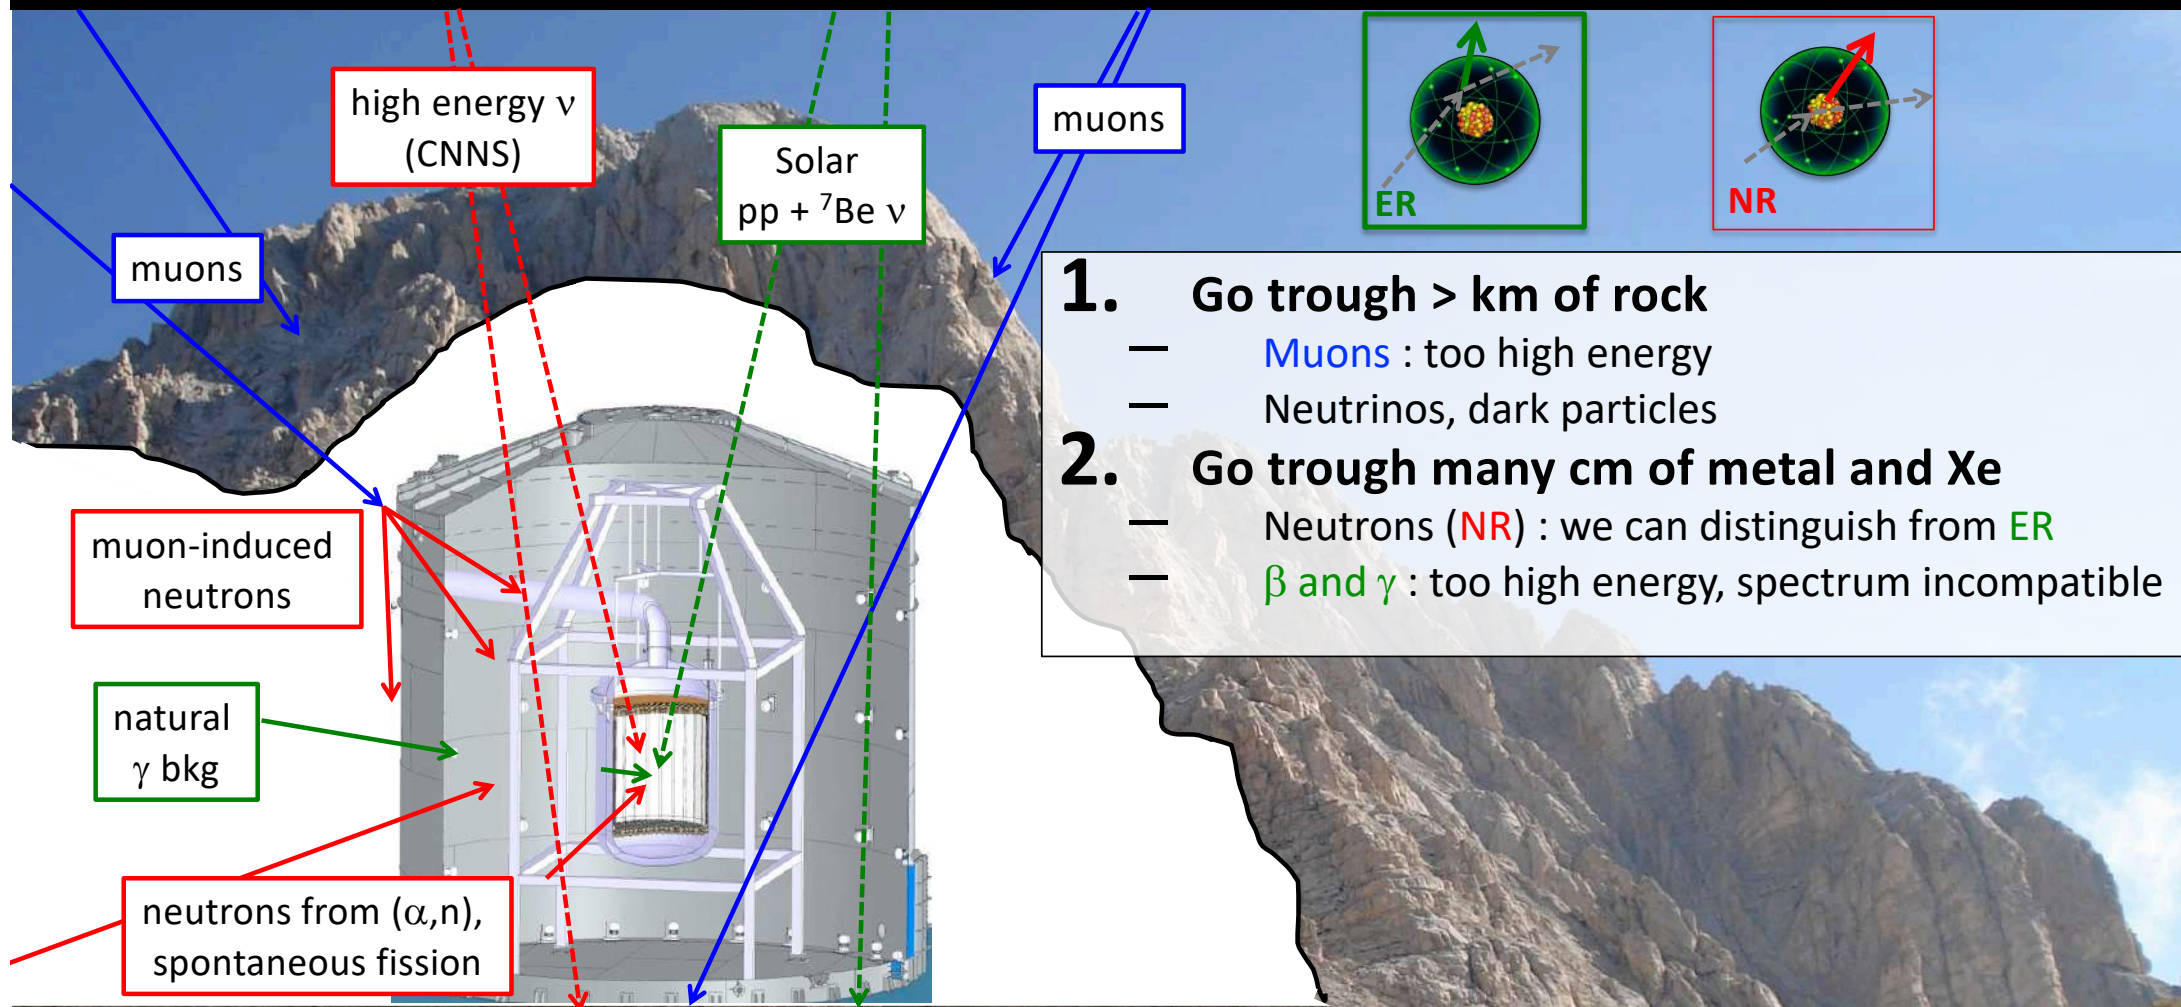 high energy ν
(CNNS)
muons
Solar
pp + ⁷Be ν
ER
NR
muons
1. Go trough > km of rock
— Muons : too high energy
— Neutrinos, dark particles
2. Go trough many cm of metal and Xe
— Neutrons (NR) : we can distinguish from ER
— β and γ : too high energy, spectrum incompatible
muon-induced
neutrons
natural
γ bkg
neutrons from (α,n),
spontaneous fission